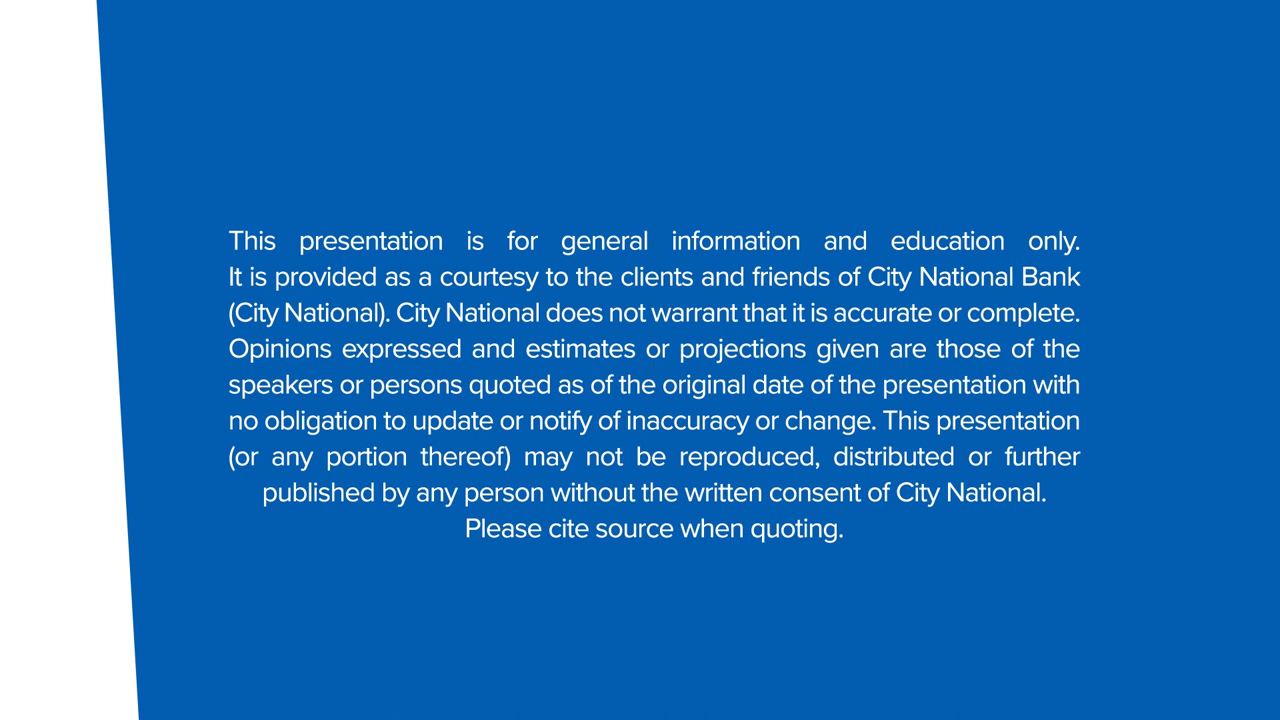 This presentation is for general information and education only.
It is provided as a courtesy to the clients and friends of City National Bank
(City National). City National does not warrant that it is accurate or complete.
Opinions expressed and estimates or projections given are those of the
speakers or persons quoted as of the original date of the presentation with
no obligation to update or notify of inaccuracy or change. This presentation
(or any portion thereof) may not be reproduced, distributed or further
published by any person without the written consent of City National.
Please cite source when quoting.